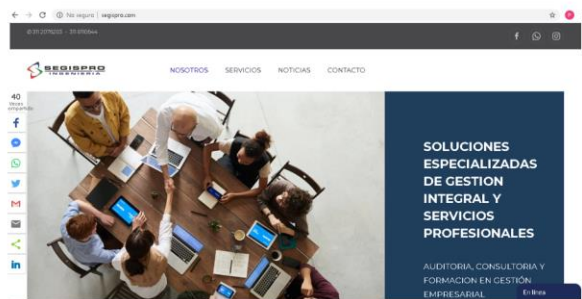 No seguro | segispro.com
SEGISPRO
INGENIERIA
NOSOTROS SERVICIOS NOTICIAS CONTACTO
40
SOLUCIONES
ESPECIALIZADAS
DE GESTION
INTEGRAL Y
SERVICIOS
PROFESIONALES
AUDITORIA, CONSULTORIA Y
FORMACION EN GESTIÓN
EMPRESARIAL
En línea